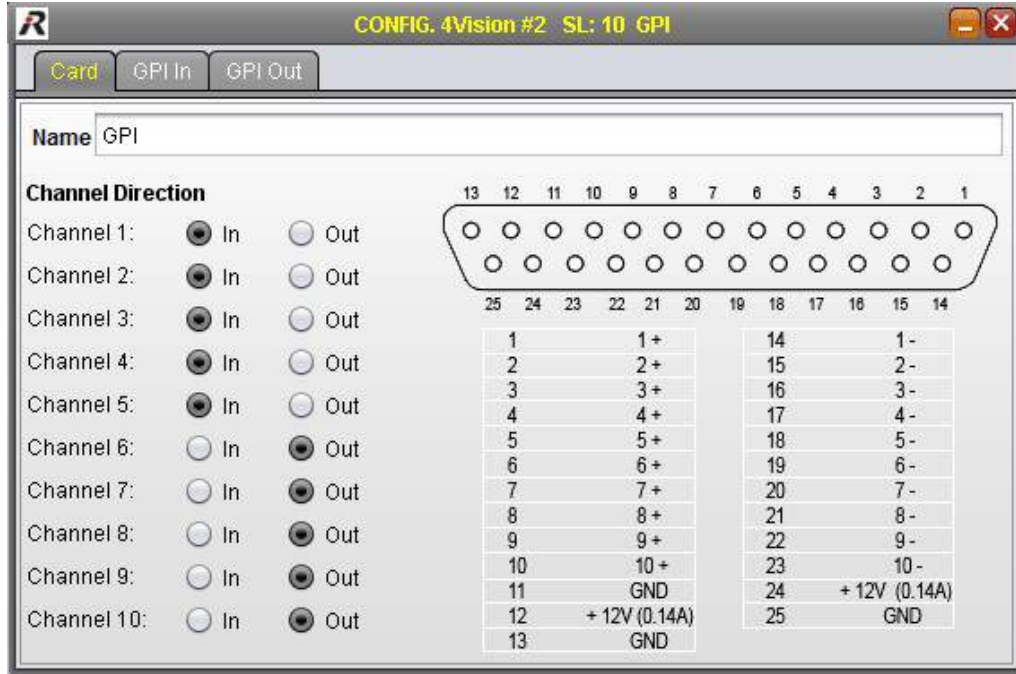 R CONFIG. 4Vision #2 SL: 10 GPI
Card GPI In GPI Out
Name GPI
Channel Direction
Channel 1: In Out
Channel 2: In Out
Channel 3: In Out
Channel 4: In Out
Channel 5: In Out
Channel 6: In Out
Channel 7: In Out
Channel 8: In Out
Channel 9: In Out
Channel 10: In Out
13 12 11 10 9 8 7 6 5 4 3 2 1
25 24 23 22 21 20 19 18 17 16 15 14
1 1 + 14 1 -
2 2 + 15 2 -
3 3 + 16 3 -
4 4 + 17 4 -
5 5 + 18 5 -
6 6 + 19 6 -
7 7 + 20 7 -
8 8 + 21 8 -
9 9 + 22 9 -
10 10 + 23 10 -
11 GND 24 + 12V (0.14A)
12 + 12V (0.14A) 25 GND
13 GND